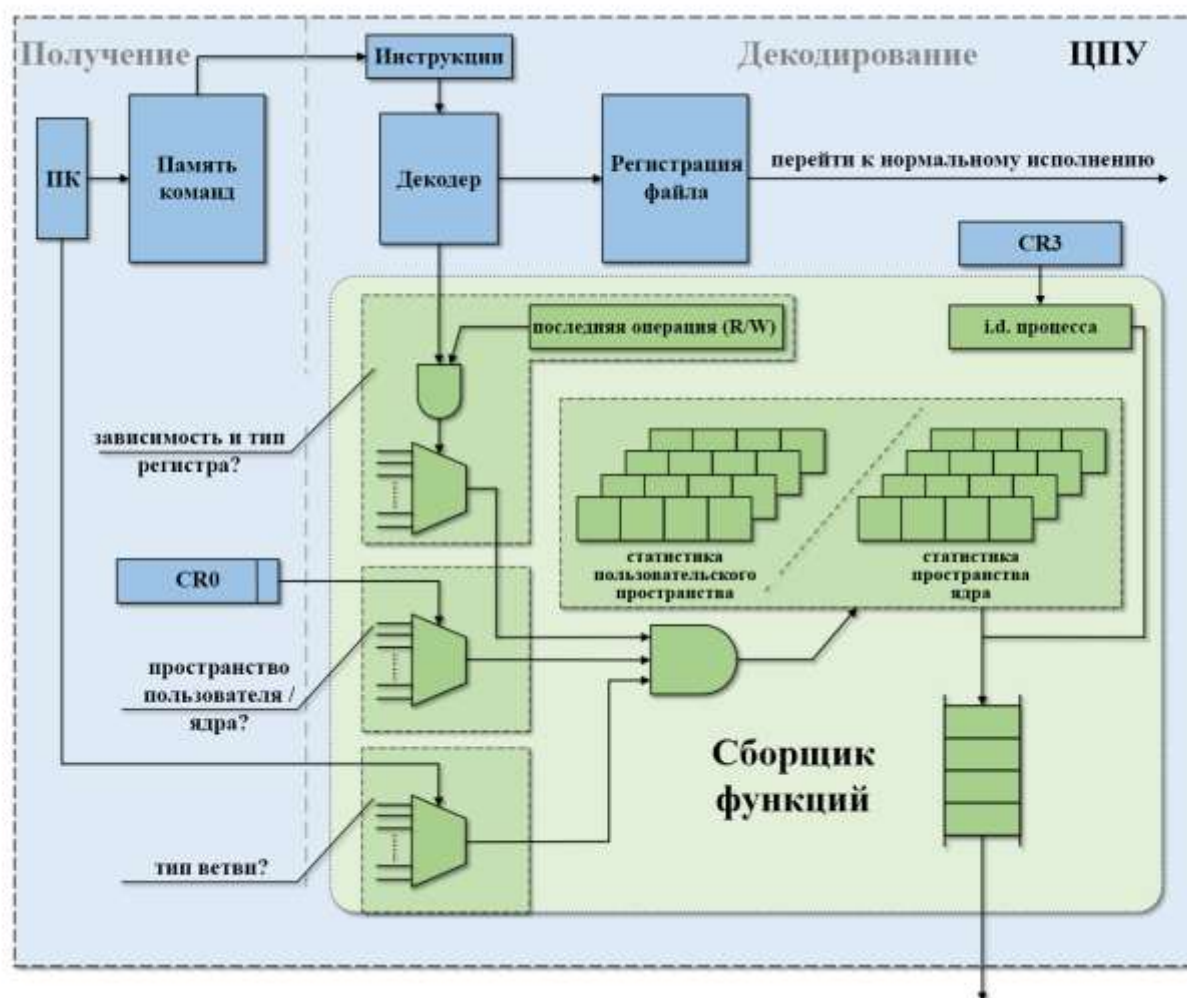 Получение
Декодирование
ЦПУ
Инструкции
ПК
Память
команд
Декодер
Регистрация
файла
перейти к нормальному исполнению
CR3
последняя операция (R/W)
i.d. процесса
зависимость и тип
регистра?
статистика
пользовательского
пространства
статистика
пространства
ядра
CR0
пространство
пользователя /
ядра?
Сборщик
функций
тип ветви?